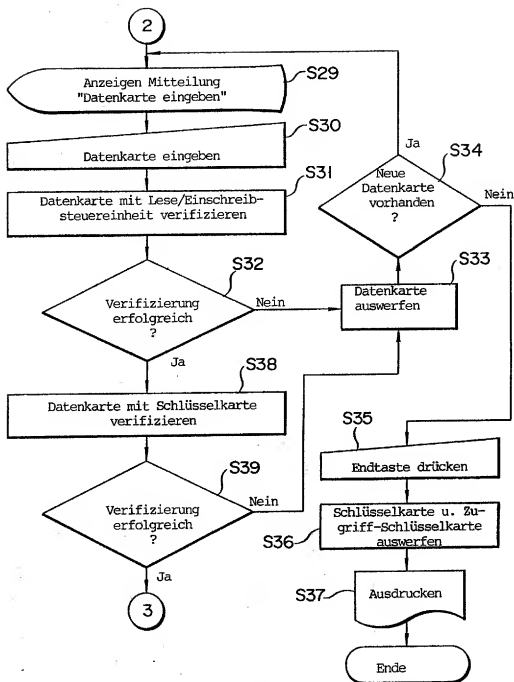 2
Anzeigen Mitteilung
"Datenkarte eingeben"
S29
S30
Datenkarte eingeben
S31
Datenkarte mit Lese/Einschreib-
steuereinheit verifizieren
S32
Verifizierung
erfolgreich
?
Nein
Ja
S38
Datenkarte mit Schlüsselkarte
verifizieren
S39
Verifizierung
erfolgreich
?
Nein
Ja
3
Ja
S34
Neue
Datenkarte
vorhanden
?
Nein
S33
Datenkarte
auswerfen
S35
Endtaste drücken
Schlüsselkarte u. Zu-
griff-Schlüsselkarte
auswerfen
S36
S37
Ausdrucken
Ende